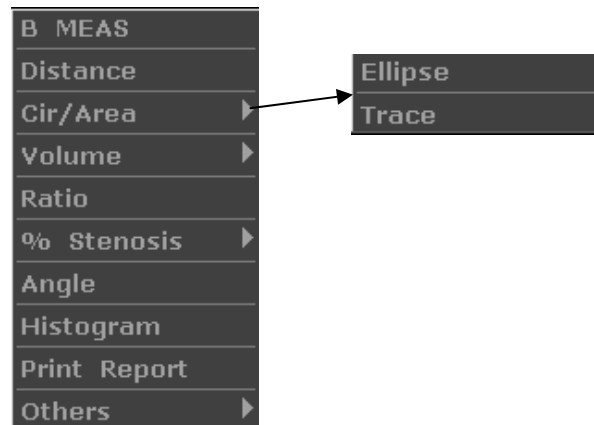 B MEAS
Distance
Cir/Area
Volume
Ratio
% Stenosis
Angle
Histogram
Print Report
Others
Ellipse
Trace